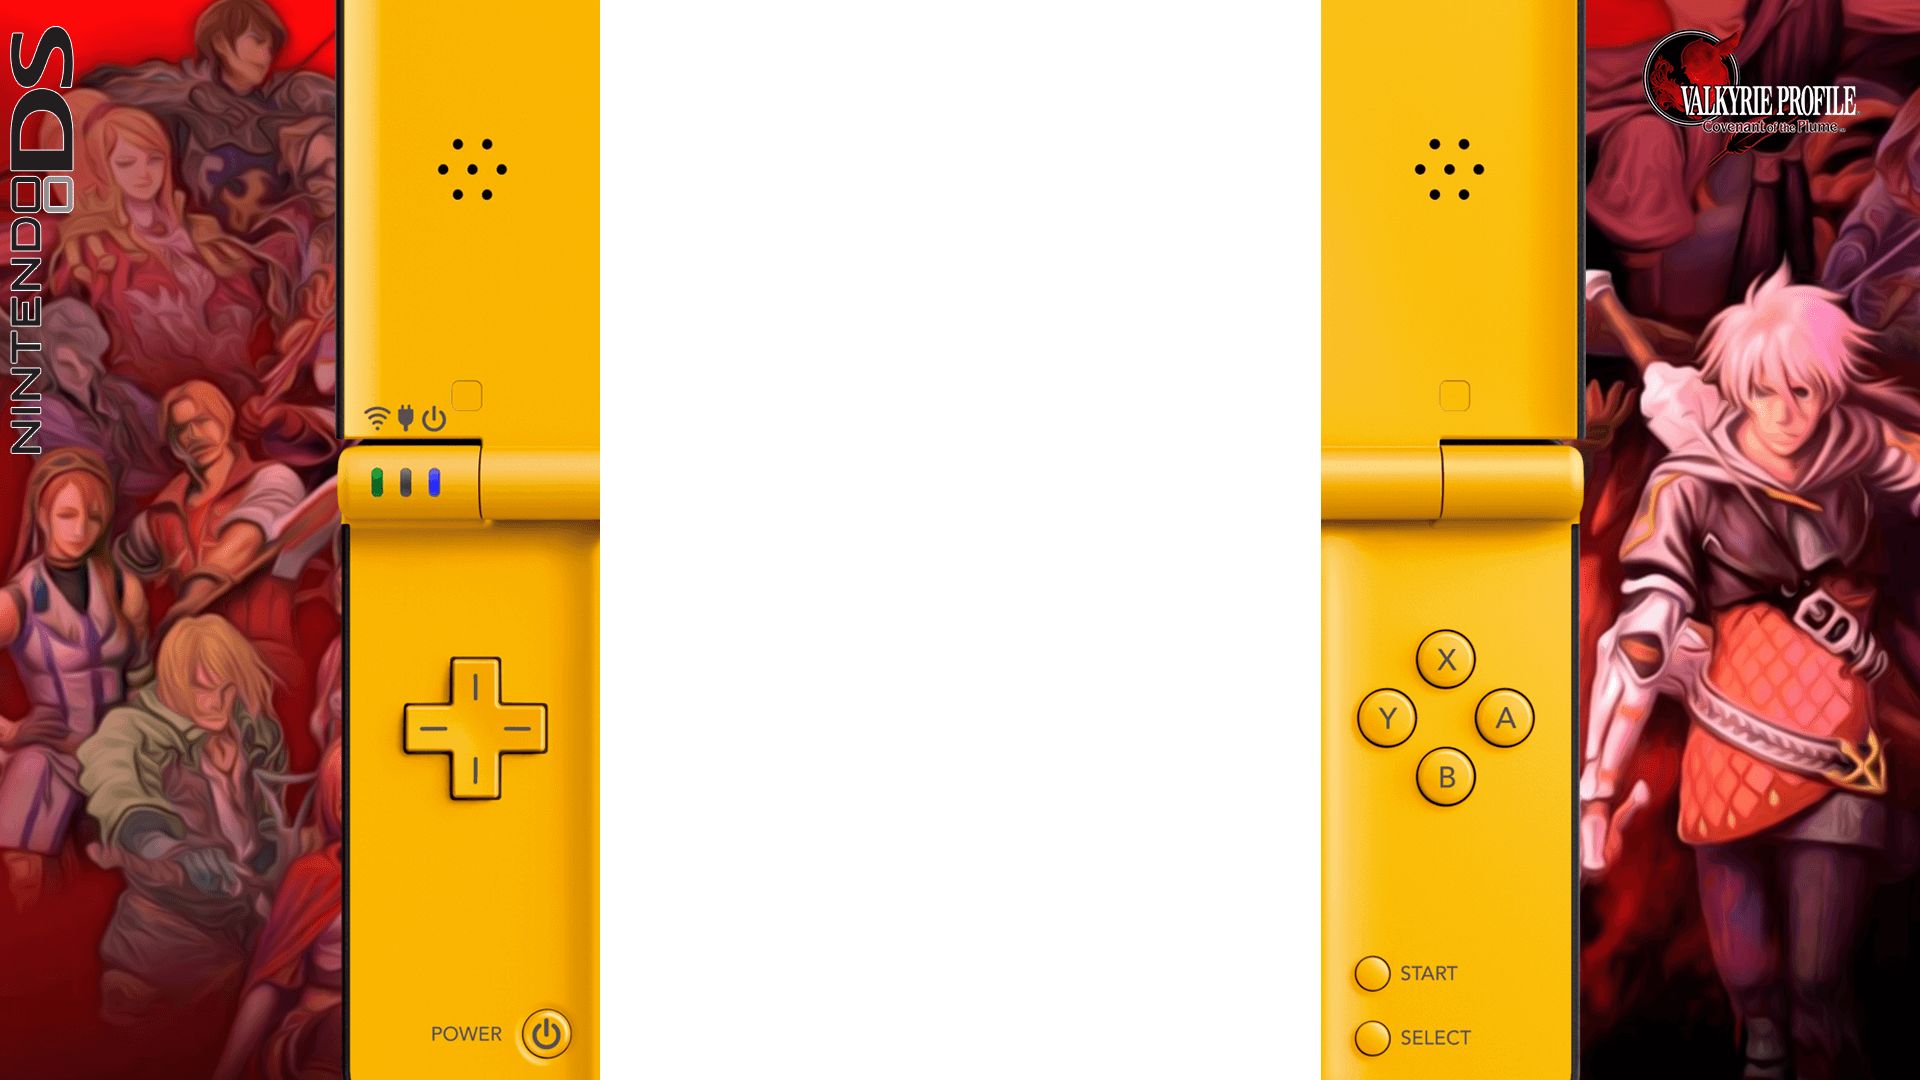 NINTENDO DS
VALKYRIE PROFILE
Covenant of the Plume
X
Y
A
B
START
SELECT
POWER